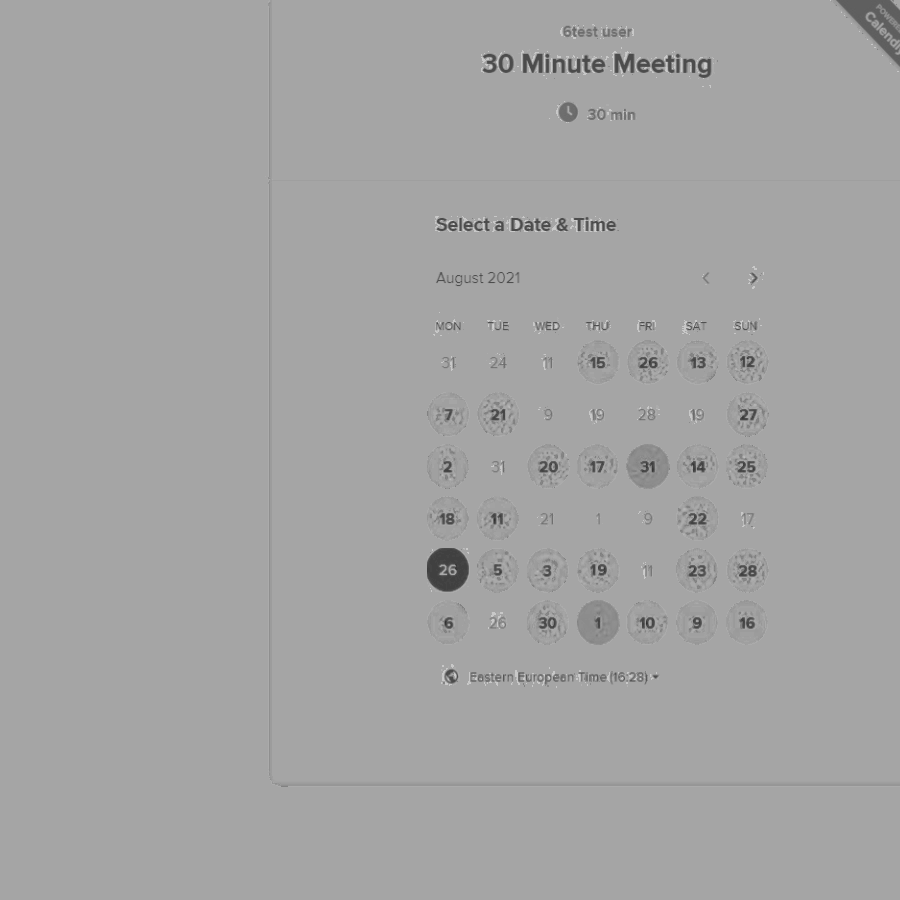 6test user
30 Minute Meeting
30 min
POWERED
Calendly
Select a Date & Time
August 2021
MON TUE WED THU FRI SAT SUN
31 24 11 15 26 13 12
7 21 9 19 28 19 27
2 31 20 17 31 14 25
18 11 21 1 9 22 17
26 5 3 19 11 23 28
6 26 30 1 10 9 16
Eastern European Time (16:28)